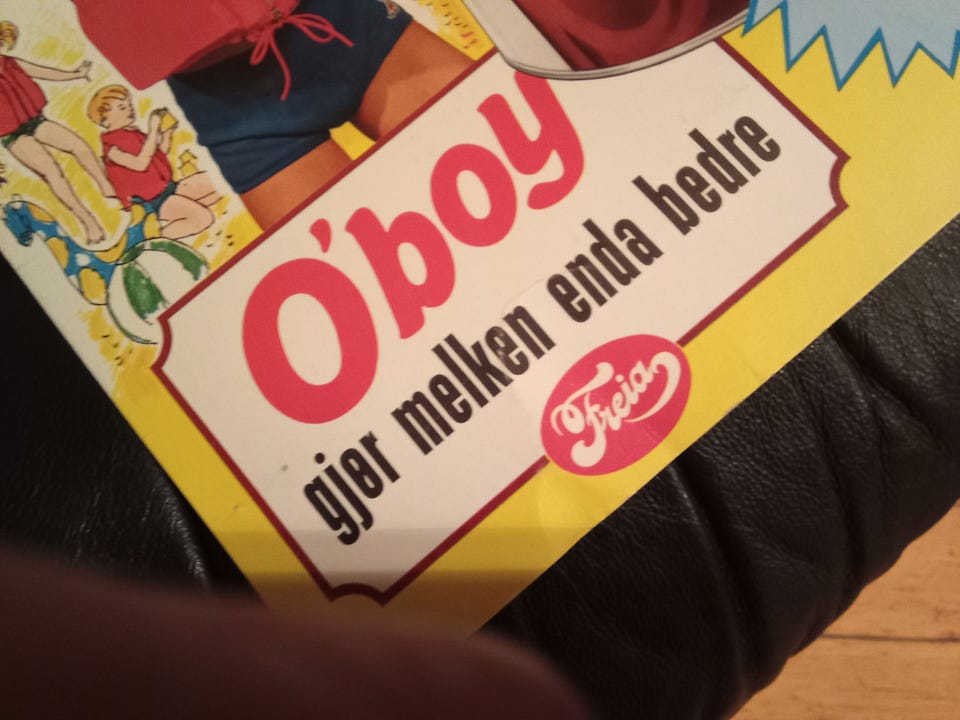 O'boy
gjør melken enda bedre
Freia